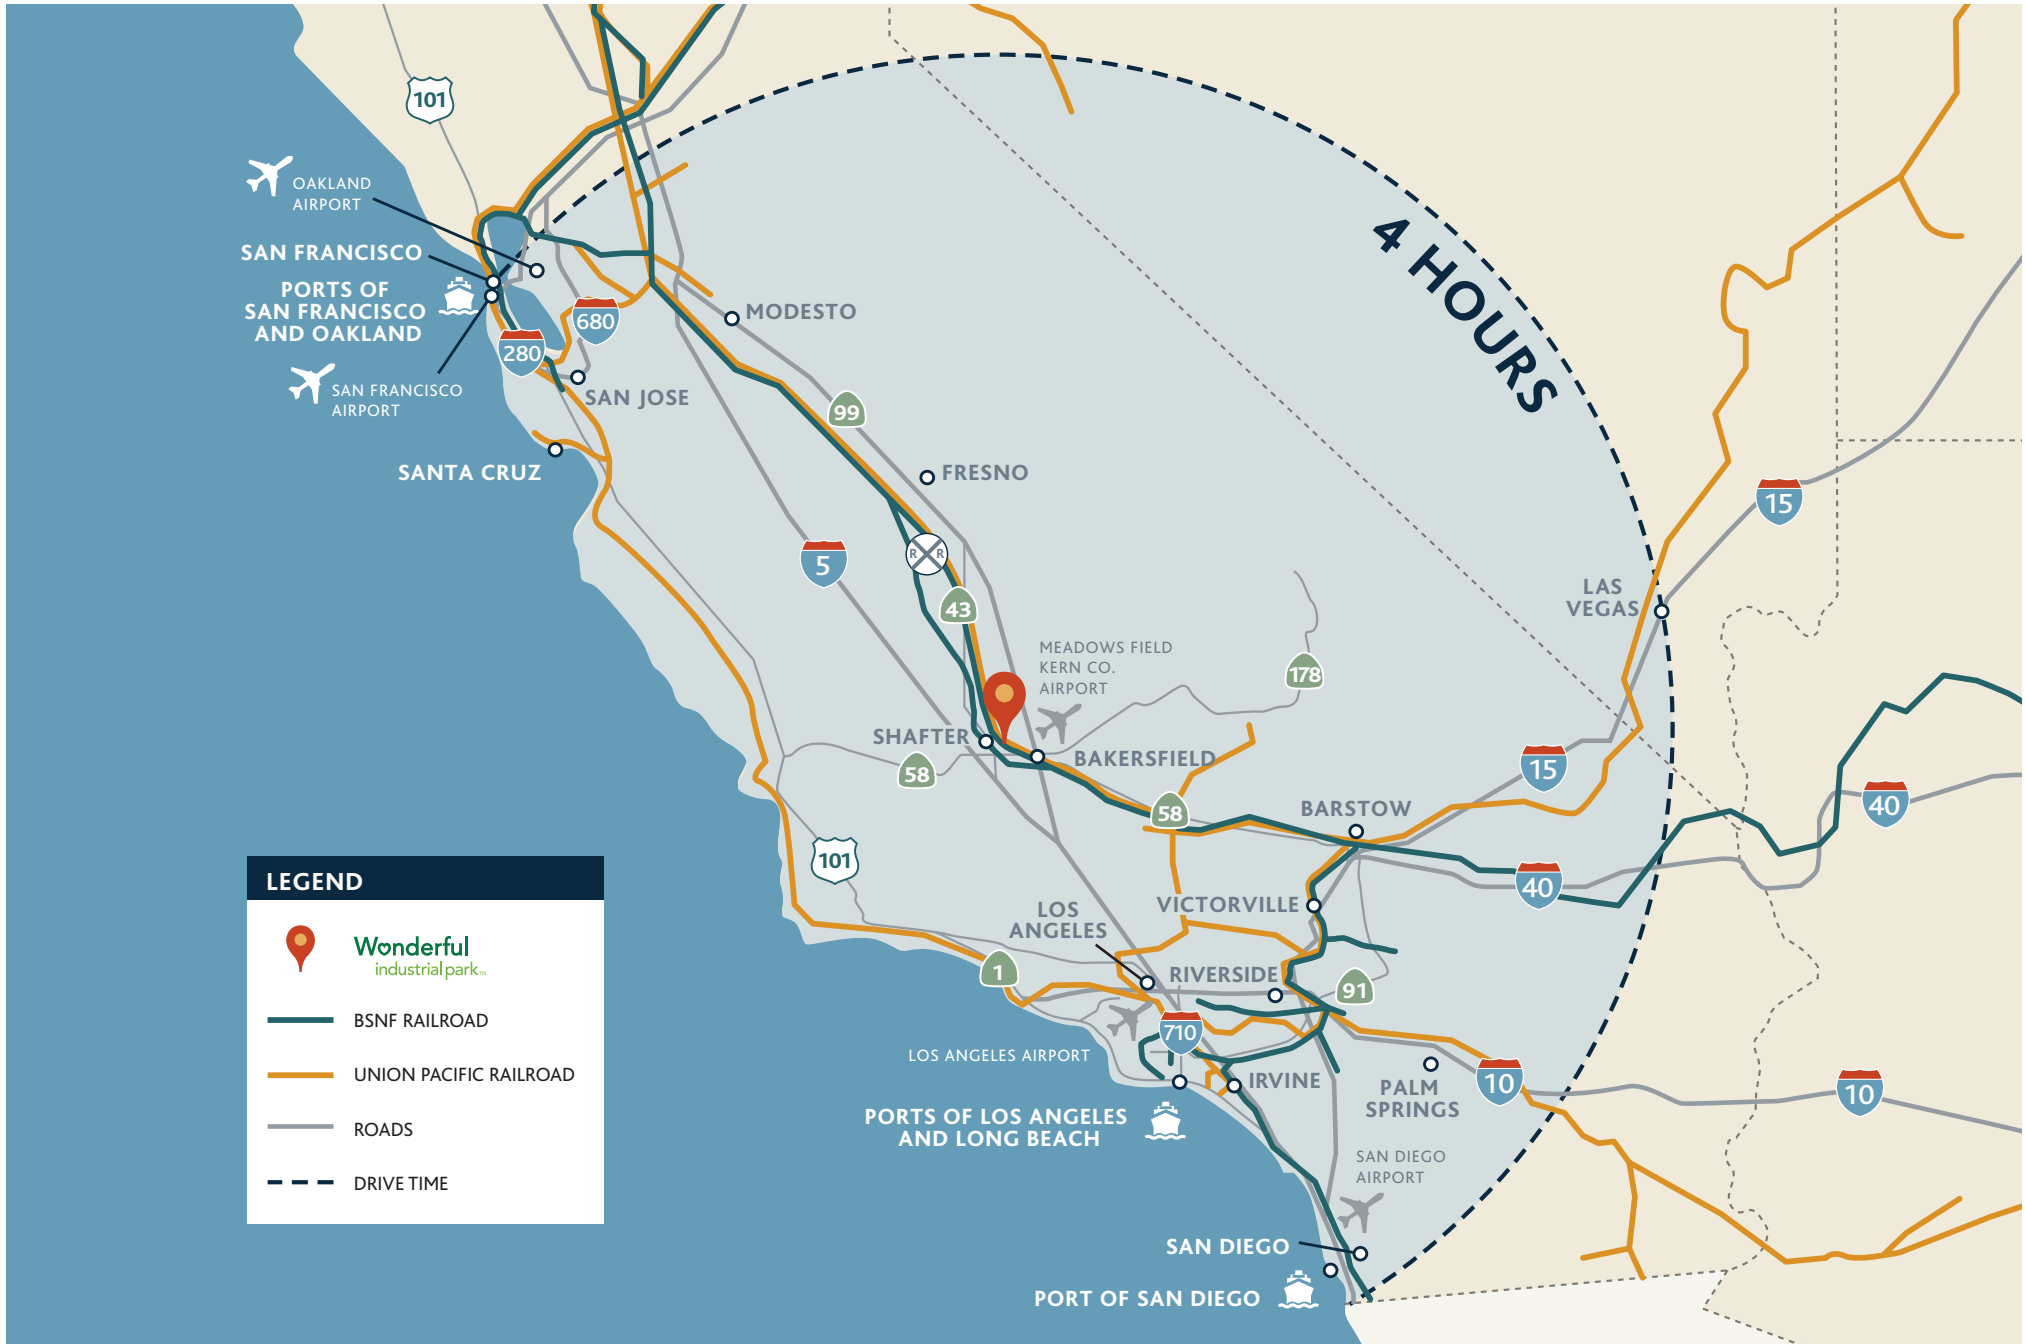 101
OAKLAND
AIRPORT
SAN FRANCISCO
PORTS OF
SAN FRANCISCO
AND OAKLAND
680
280
SAN FRANCISCO
AIRPORT
SAN JOSE
SANTA CRUZ
MODESTO
99
FRESNO
4 HOURS
15
5
R R
43
LAS
VEGAS
MEADOWS FIELD
KERN CO.
AIRPORT
178
SHAFTER
58
BAKERSFIELD
15
58
BARSTOW
40
40
101
LOS
ANGELES
VICTORVILLE
1
RIVERSIDE
91
710
LOS ANGELES AIRPORT
IRVINE
PALM
SPRINGS
10
10
PORTS OF LOS ANGELES
AND LONG BEACH
SAN DIEGO
AIRPORT
SAN DIEGO
PORT OF SAN DIEGO
LEGEND
Wonderful
industrial park™
BSNF RAILROAD
UNION PACIFIC RAILROAD
ROADS
DRIVE TIME